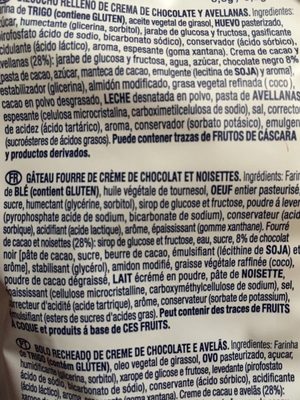 BIZCOCHO RELLENO DE CREMA DE CHOCOLATE Y AVELLANAS. Ingredientes:
de TRIGO (contiene GLUTEN), aceite vegetal de girasol, HUEVO pasteurizado,
humectante (glicerina, sorbitol), jarabe de glucosa y fructosa, gasificante
pirofosfato ácido de sodio, bicarbonato sódico), conservador (ácido sórbico),
acidulante (ácido láctico), aroma, espesante (goma xantana). Crema de cacao y
avellanas (28%): jarabe de glucosa y fructosa, agua, azúcar, chocolate negro 8%
pasta de cacao, azúcar, manteca de cacao, emulgente (lecitina de SOJA) y aroma],
estabilizador (glicerina), almidón modificado, grasa vegetal refinada (coco),
cacao en polvo desgrasado, LECHE desnatada en polvo, pasta de AVELLANAS,
espesante (celulosa microcristalina, carboximetilcelulosa de sodio), sal, corrector
de acidez (ácido tartárico), aroma, conservador (sorbato potásico), emulgente
(sucroésteres de ácidos grasos). Puede contener trazas de FRUTOS DE CÁSCARA
y productos derivados.
FR GÂTEAU FOURRE DE CRÈME DE CHOCOLAT ET NOISETTES. Ingrédients: Farine
de BLÉ (contient GLUTEN), huile végétale de tournesol, OEUF entier pasteurisé,
sucre, humectant (glycérine, sorbitol), sirop de glucose et fructose, poudre à lever
(pyrophosphate acide de sodium, bicarbonate de sodium), conservateur (acide
sorbique), acidifiant (acide lactique), arôme, épaississant (gomme xanthane). Fourré
de cacao et noisettes (28%): sirop de glucose et fructose, eau, sucre, 8% de chocolat
noir [pâte de cacao, sucre, beurre de cacao, émulsifiant (lécithine de SOJA) et
arôme], stabilisant (glycérol), amidon modifié, graisse végétale raffinée (coco),
poudre de cacao dégraissé, LAIT écrémé en poudre, pâte de NOISETTE,
épaississant (cellulose microcristalline, carboxyméthylcellulose de sodium), sel,
correcteur d'acidité (acide tartrique), arôme, conservateur (sorbate de potassium),
émulsifiant (esters de sucres d'acides gras). Peut contenir des traces de FRUITS
À COQUE et produits á base de CES FRUITS.
PT BOLO RECHEADO DE CREME DE CHOCOLATE E AVELÃS. Ingredientes: Farinha
de TRIGO (contém GLÚTEN), oleo vegetal de girassol, OVO pasteurizado, açúcar,
humectante (glicerina, sorbitol), xarope de glicose e frutose, levedante (pirofosfato
ácido de sódio, bicarbonato de sódio), conservante (ácido sórbico), acidificante
aroma, espessante (goma xantana). Creme de cacau e avelãs (28%):